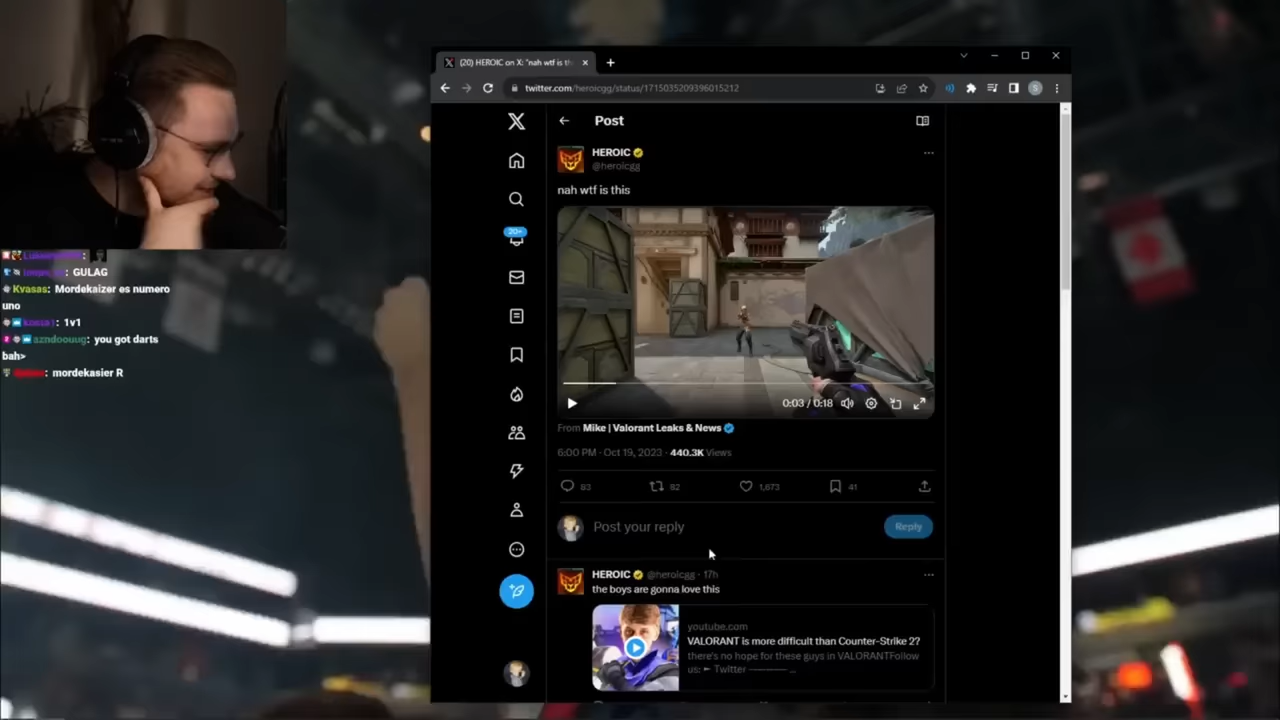 (20) HEROIC on X: "nah wtf is th
twitter.com/heroicgg/status/1715035209396015212
S
Post
HEROIC
@heroicgg
nah wtf is this
20+
0:03 / 0:18
From Mike | Valorant Leaks & News
6:00 PM · Oct 19, 2023 · 440.3K Views
83
82
1,673
41
Post your reply
Reply
HEROIC @heroicgg · 17h
the boys are gonna love this
youtube.com
VALORANT is more difficult than Counter-Strike 2?
there's no hope for these guys in VALORANTFollow
us: ► Twitter
: GULAG
Kvasas: Mordekaizer es numero
uno
: 1v1
azndoouug: you got darts
bah>
: mordekasier R